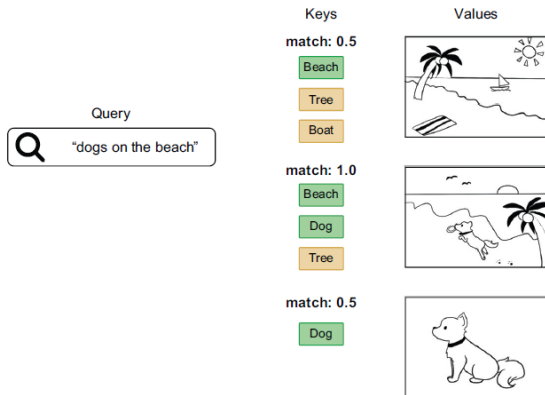 Keys
Values
match: 0.5
Beach
Tree
Boat
Query
“dogs on the beach”
match: 1.0
Beach
Dog
Tree
match: 0.5
Dog